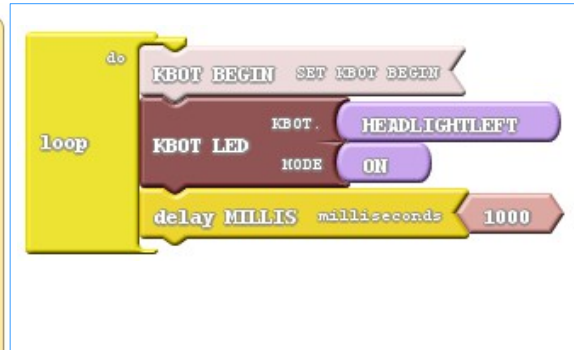 do
KBOT BEGIN SET KBOT BEGIN
KBOT. HEADLIGHTLEFT
loop
KBOT LED
MODE ON
delay MILLIS milliseconds 1000